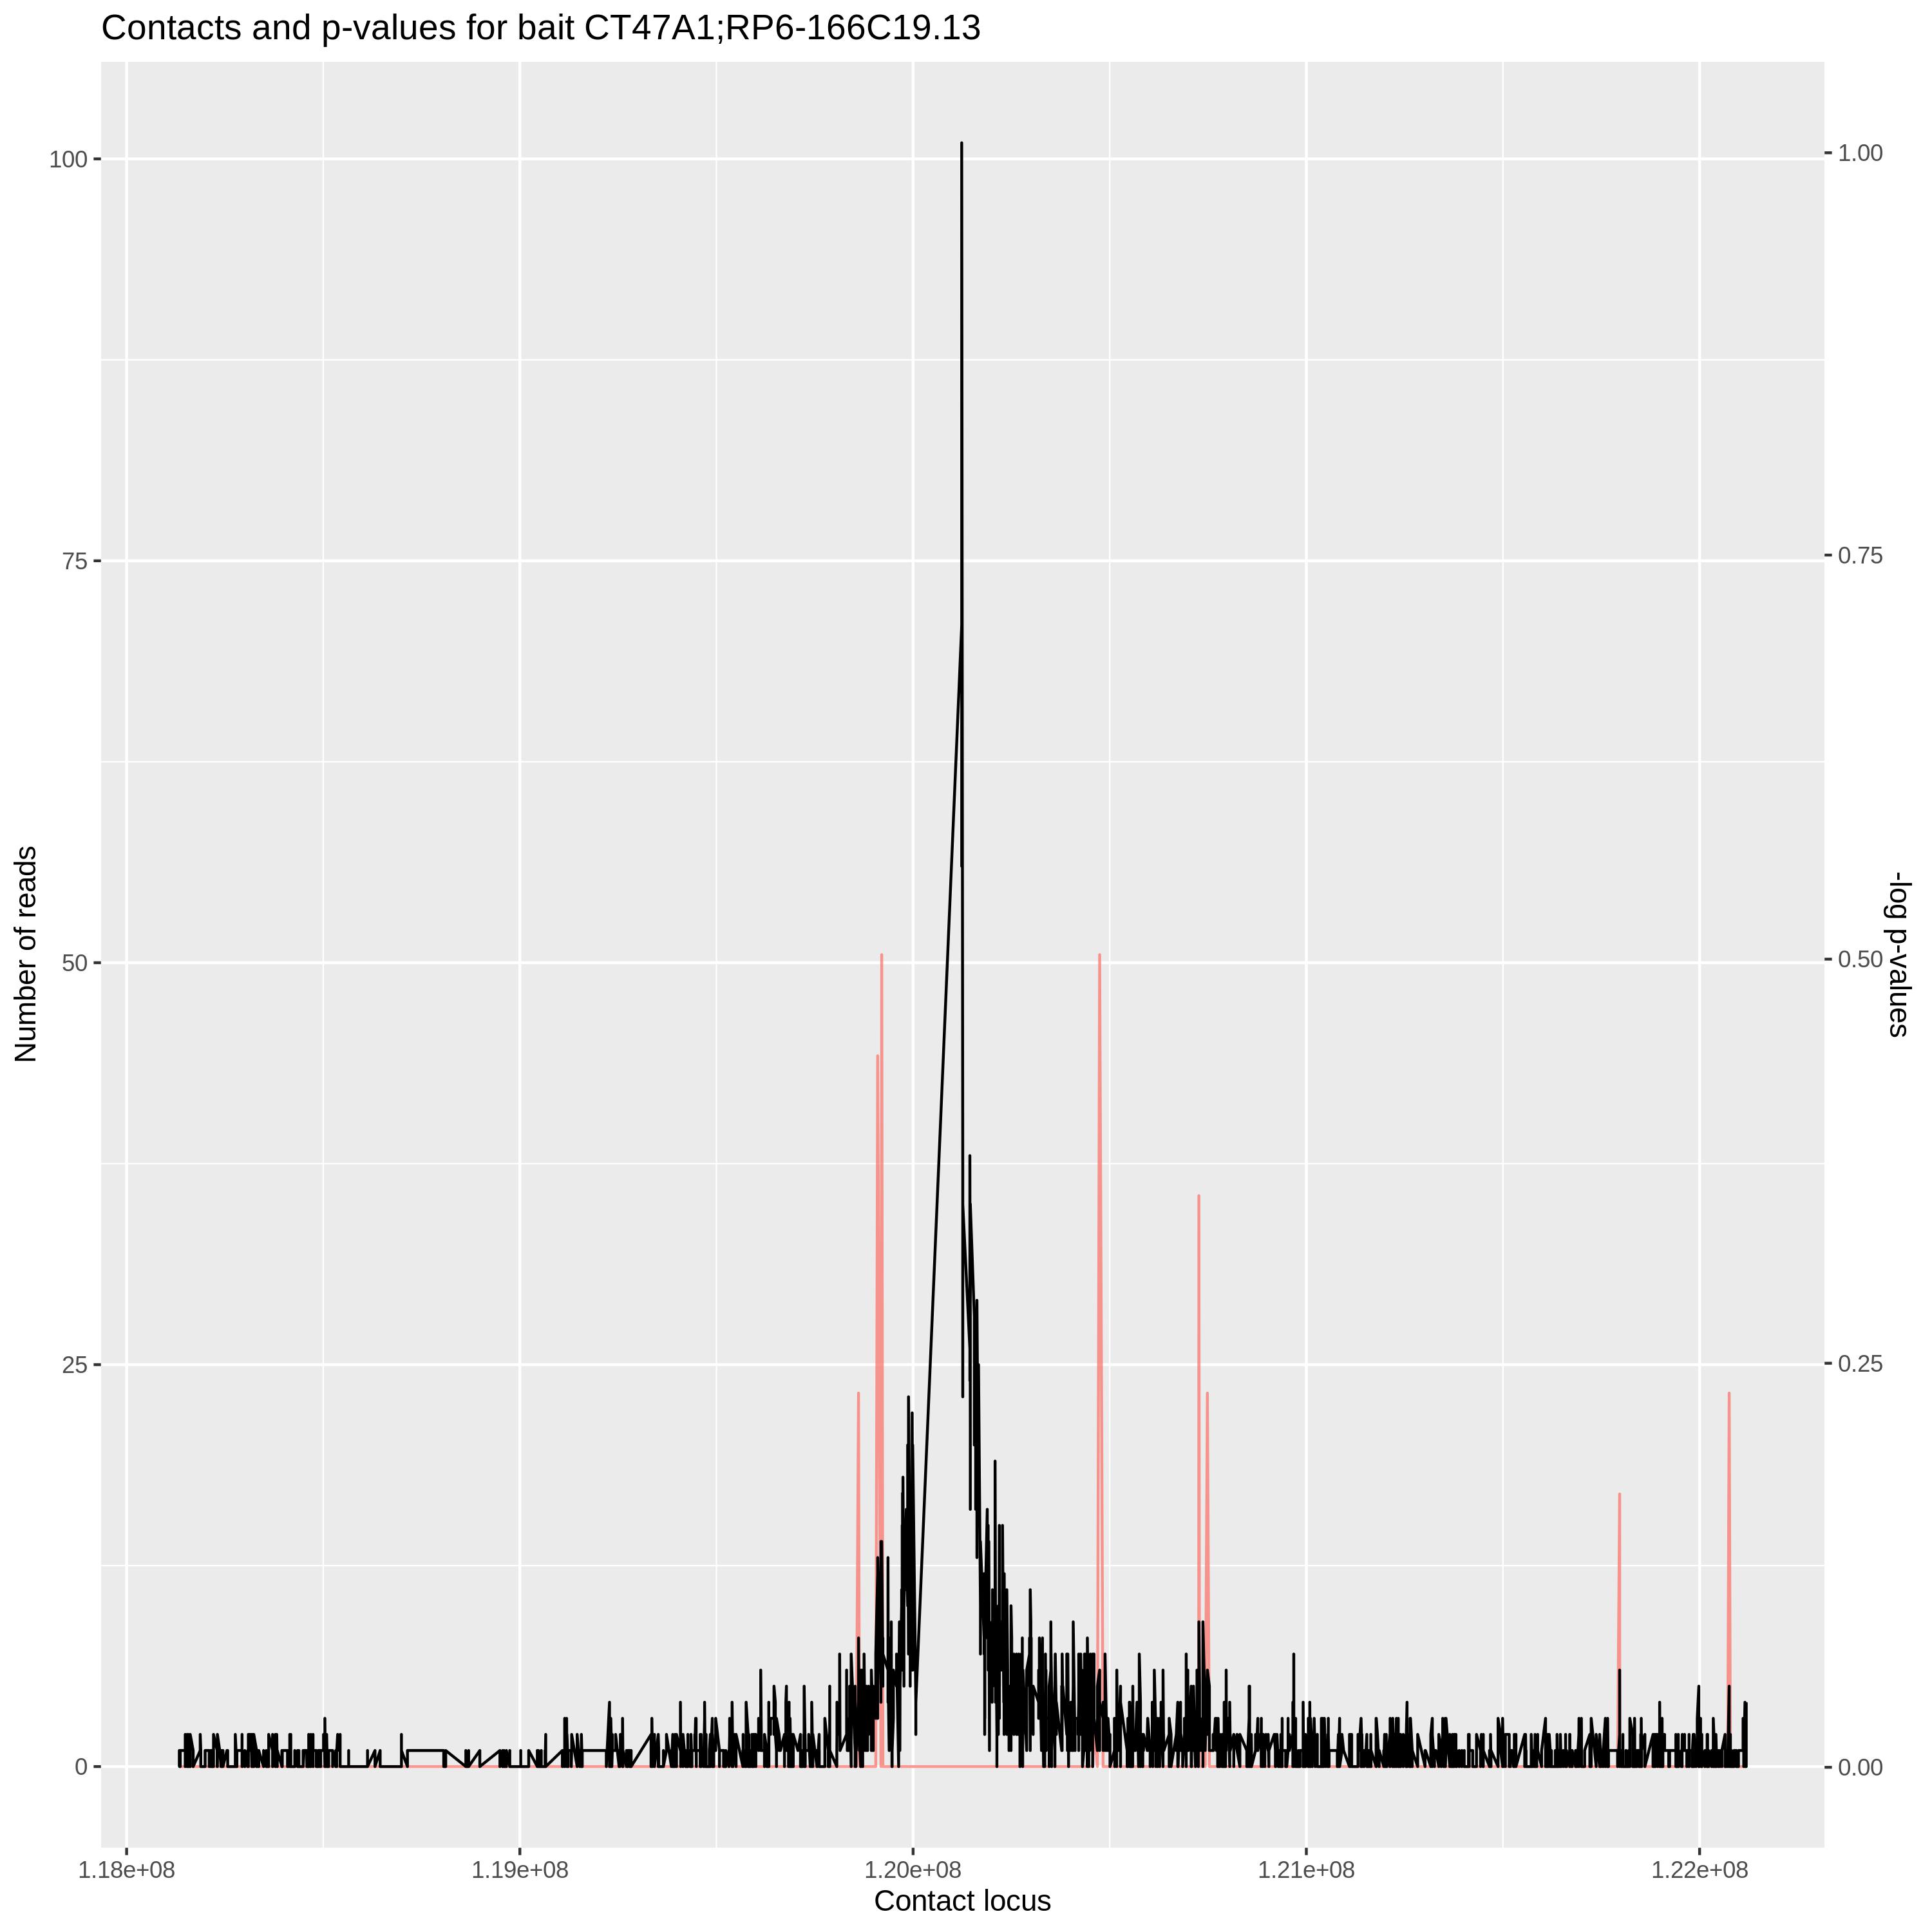 Contacts and p-values for bait CT47A1;RP6-166C19.13
100
75
50
25
0
Number of reads
1.00
0.75
0.50
0.25
0.00
-log p-values
1.18e+08
1.19e+08
1.20e+08
1.21e+08
1.22e+08
Contact locus